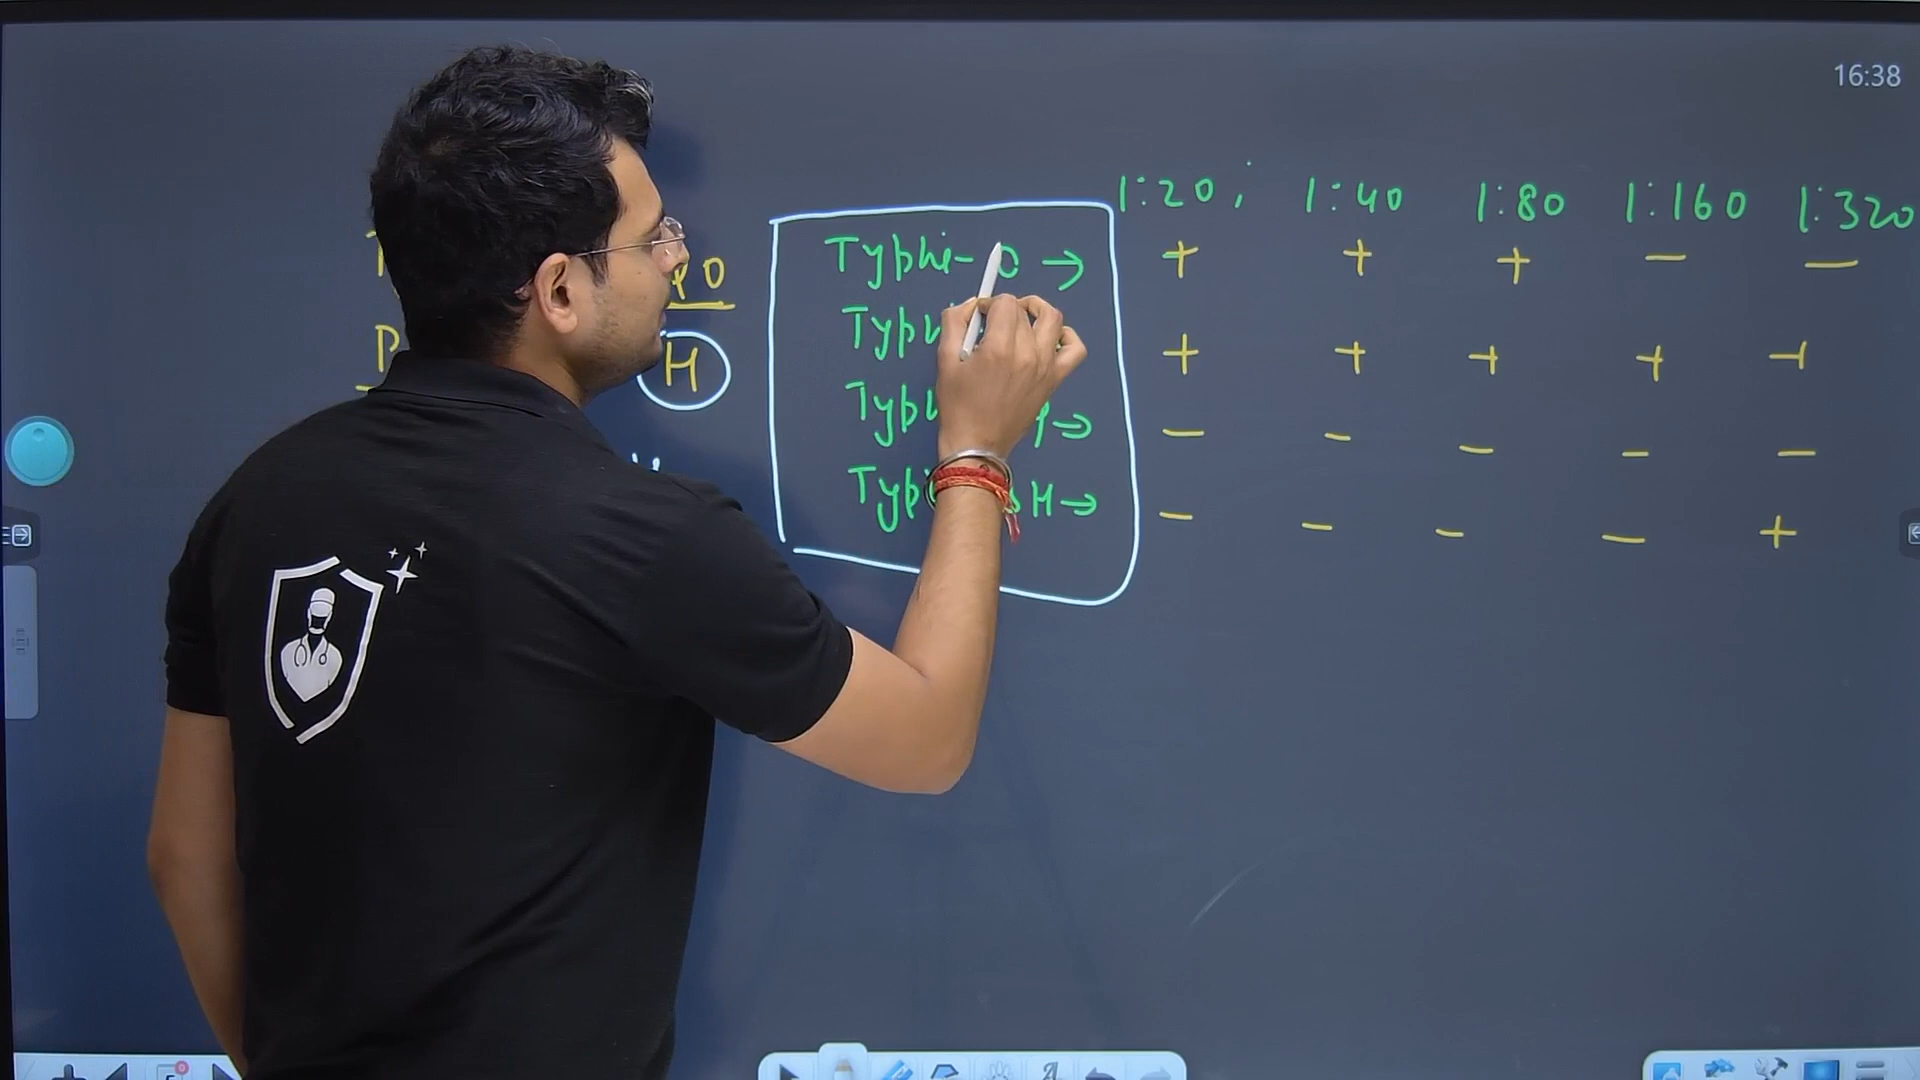 16:38
1:20; 1:40 1:80 1:160 1:320
Typhi-O → + + + - -
+ + + + +
→ - - - - -
H → - - - - +
H